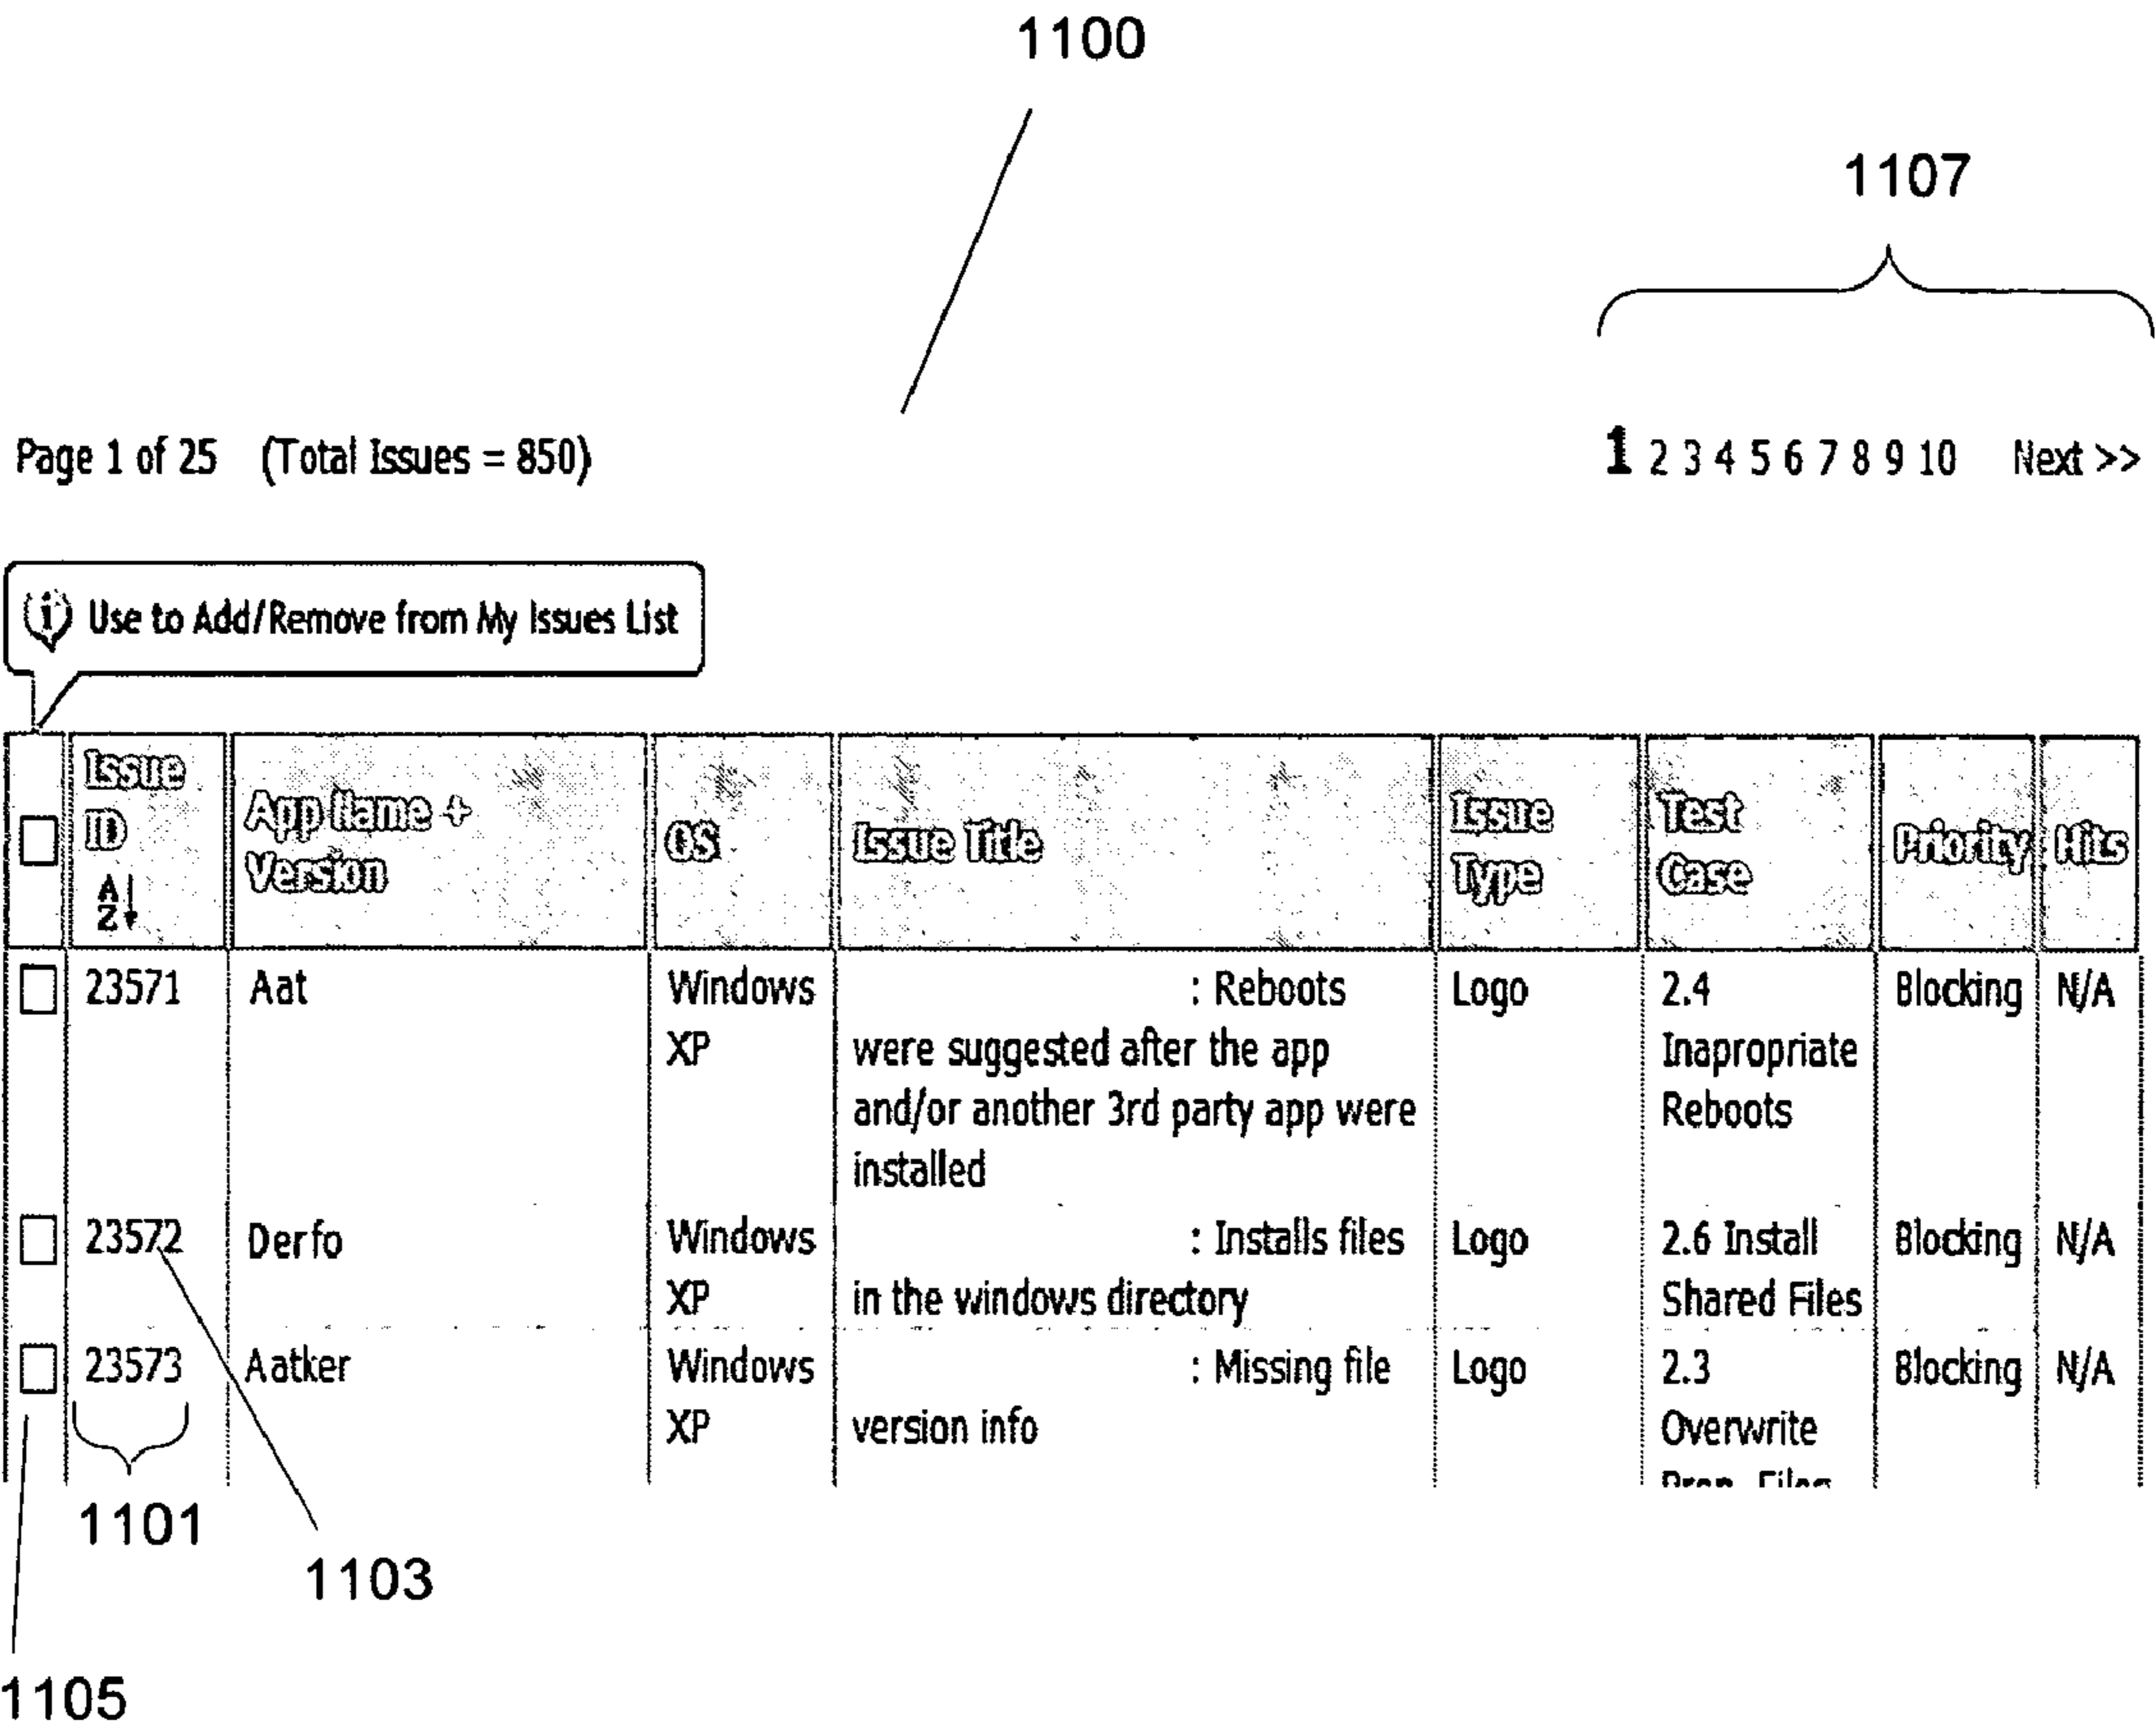 1100
1107
Page 1 of 25 (Total Issues = 850)
1 2 3 4 5 6 7 8 9 10 Next >>
Use to Add/Remove from My Issues List
Issue
ID
A
Z
App Name +
Version
OS
Issue Title
Issue
Type
Test
Case
Priority
Hits
23571
Aat
Windows
XP
: Reboots
were suggested after the app
and/or another 3rd party app were
installed
Logo
2.4
Inapropriate
Reboots
Blocking
N/A
23572
Derfo
Windows
XP
: Installs files
in the windows directory
Logo
2.6 Install
Shared Files
Blocking
N/A
23573
Aatker
Windows
XP
: Missing file
version info
Logo
2.3
Overwrite
Blocking
N/A
1101
1103
1105